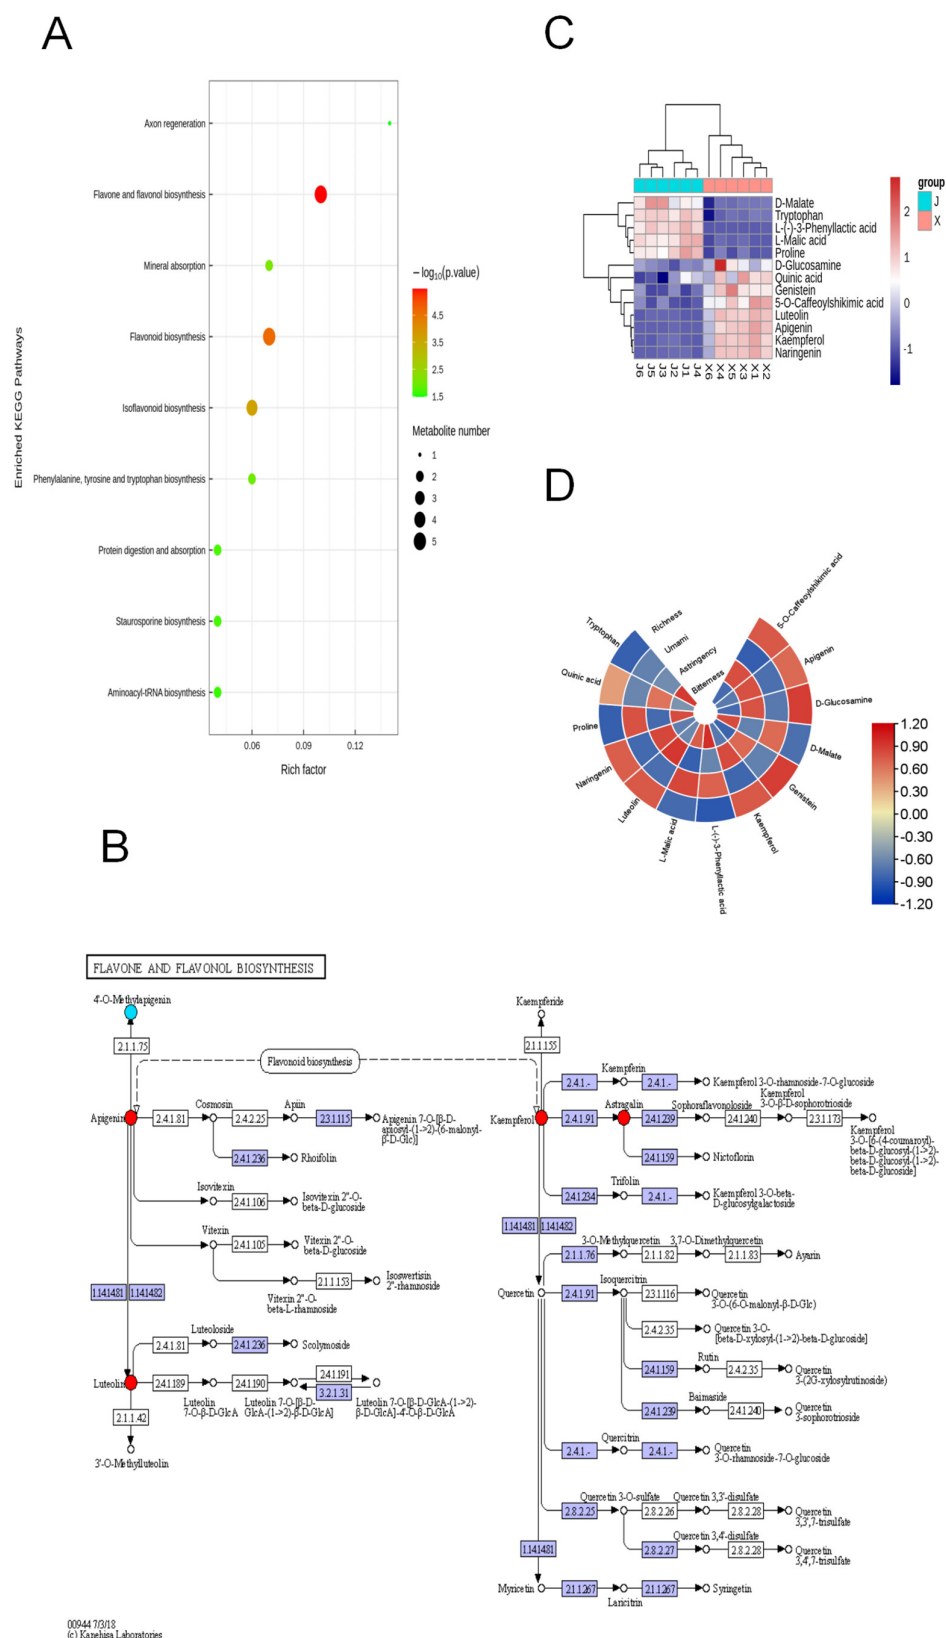 A
Enriched KEGG Pathways
Axon regeneration
Flavone and flavonol biosynthesis
Mineral absorption
Flavonoid biosynthesis
Isoflavonoid biosynthesis
Phenylalanine, tyrosine and tryptophan biosynthesis
Protein digestion and absorption
Staurosporine biosynthesis
Aminoacyl-tRNA biosynthesis
0.06
0.09
0.12
Rich factor
− log10(p.value)
4.5
3.5
2.5
1.5
Metabolite number
1
2
3
4
5
C
D-Malate
Tryptophan
L-(-)-3-Phenyllactic acid
L-Malic acid
Proline
D-Glucosamine
Quinic acid
Genistein
5-O-Caffeoylshikimic acid
Luteolin
Apigenin
Kaempferol
Naringenin
J6 J5 J3 J2 J1 J4 X6 X4 X5 X3 X1 X2
2
1
0
-1
group
J
X
D
Richness
Umami
Astringency
Bitterness
5-O-Caffeoylshikimic acid
Apigenin
D-Glucosamine
D-Malate
Genistein
Kaempferol
L-(-)-3-Phenyllactic acid
L-Malic acid
Luteolin
Naringenin
Proline
Quinic acid
Tryptophan
1.20
0.90
0.60
0.30
0.00
-0.30
-0.60
-0.90
-1.20
B
FLAVONE AND FLAVONOL BIOSYNTHESIS
4'-O-Methylapigenin
2.1.1.75
Flavonoid biosynthesis
Apigenin
Cosmosin
Apiin
2.4.1.81
2.4.2.25
2.3.1.115
Apigenin 7-O-[β-D-
apiosyl-(1->2)-(6-malonyl-
β-D-Glc)]
2.4.1.236
Rhoifolin
Isovitexin
2.4.1.106
Isovitexin 2''-O-
beta-D-glucoside
Vitexin
2.4.1.105
Vitexin 2''-O-
beta-D-glucoside
Vitexin 2''-O-
beta-L-rhamnoside
2.1.1.153
Isoswertisin
2''-rhamnoside
1.14.14.81
1.14.14.82
Luteoloside
2.4.1.81
2.4.1.236
Scolymoside
Luteolin
2.4.1.189
2.4.1.190
2.4.1.191
3.2.1.31
Luteolin
7-O-β-D-GlcA
Luteolin 7-O-[β-D-
GlcA-(1->2)-β-D-GlcA]
Luteolin 7-O-[β-D-GlcA-(1->2)-
β-D-GlcA]-4'-O-β-D-GlcA
2.1.1.42
3'-O-Methylluteolin
Kaempferide
2.1.1.155
Kaempferin
2.4.1.-
2.4.1.-
Kaempferol 3-O-rhamnoside-7-O-glucoside
Kaempferol
2.4.1.91
Astragalin
2.4.1.239
Sophoraflavonoloside
2.4.1.240
Kaempferol
3-O-β-D-sophorotrioside
2.3.1.173
Kaempferol
3-O-[6-(4-coumaroyl)-
beta-D-glucosyl-(1->2)-
beta-D-glucosyl-(1->2)-
beta-D-glucoside]
2.4.1.159
Nictoflorin
Trifolin
2.4.1.234
2.4.1.-
Kaempferol 3-O-beta-
D-glucosylgalactoside
1.14.14.81
1.14.14.82
3-O-Methylquercetin
3,7-O-Dimethylquercetin
2.1.1.76
2.1.1.82
2.1.1.83
Ayarin
Quercetin
2.4.1.91
Isoquercitrin
2.3.1.116
Quercetin
3-O-(6-O-malonyl-β-D-Glc)
2.4.2.35
Quercetin 3-O-
[beta-D-xylosyl-(1->2)-beta-D-glucoside]
2.4.1.159
Rutin
2.4.2.35
Quercetin
3-(2G-xylosylrutinoside)
2.4.1.239
Baimaside
2.4.1.240
Quercetin
3-sophorotrioside
Quercitrin
2.4.1.-
2.4.1.-
Quercetin
3-O-rhamnoside-7-O-glucoside
Quercetin 3-O-sulfate
Quercetin 3,3'-disulfate
2.8.2.25
2.8.2.26
2.8.2.28
Quercetin
3,3',7-trisulfate
Quercetin 3,4'-disulfate
2.8.2.27
2.8.2.28
Quercetin
3,4',7-trisulfate
1.14.14.81
Myricetin
2.1.1.267
Laricitrin
2.1.1.267
Syringetin
00944 7/3/18
(c) Kanehisa Laboratories